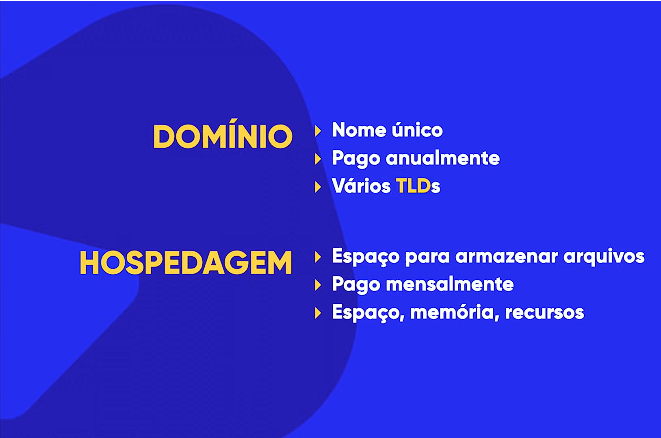 DOMÍNIO
Nome único
Pago anualmente
Vários TLDs
HOSPEDAGEM
Espaço para armazenar arquivos
Pago mensalmente
Espaço, memória, recursos